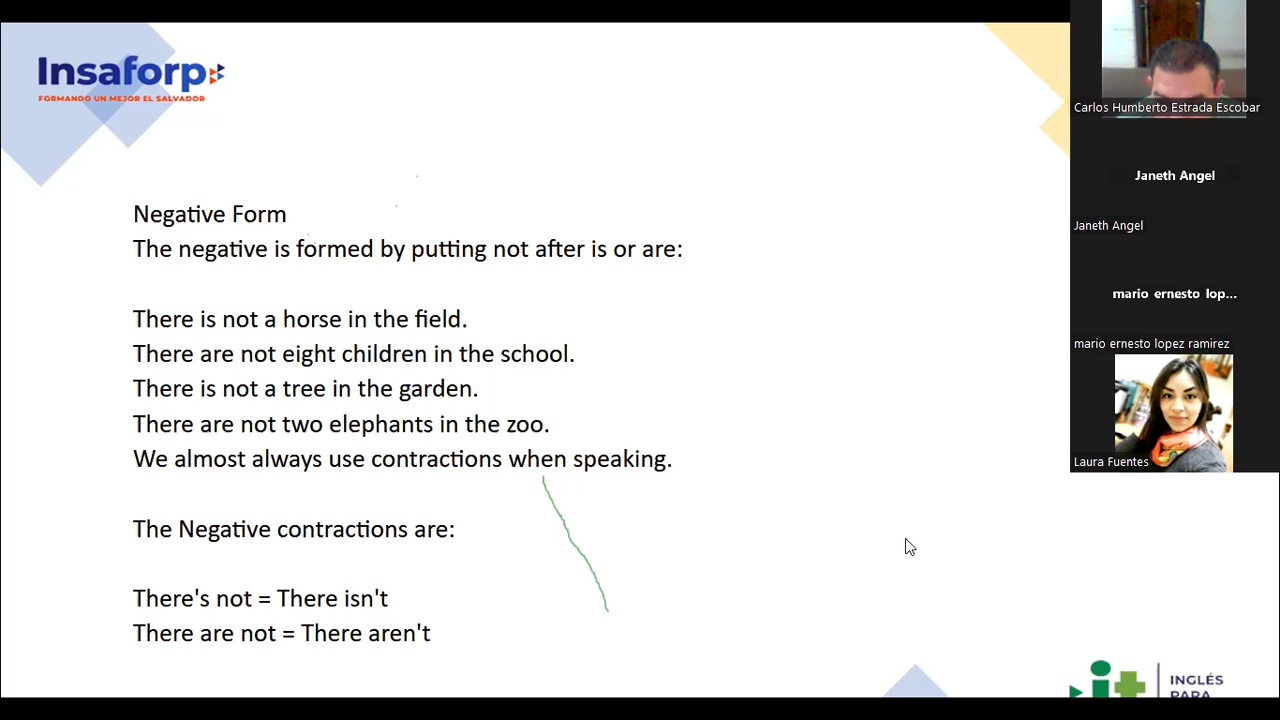 Insaforp
FORMANDO UN MEJOR EL SALVADOR
Negative Form
The negative is formed by putting not after is or are:
There is not a horse in the field.
There are not eight children in the school.
There is not a tree in the garden.
There are not two elephants in the zoo.
We almost always use contractions when speaking.
The Negative contractions are:
There's not = There isn't
There are not = There aren't
Carlos Humberto Estrada Escobar
Janeth Angel
Janeth Angel
mario ernesto lop...
mario ernesto lopez ramirez
Laura Fuentes
it
INGLÉS
PARA